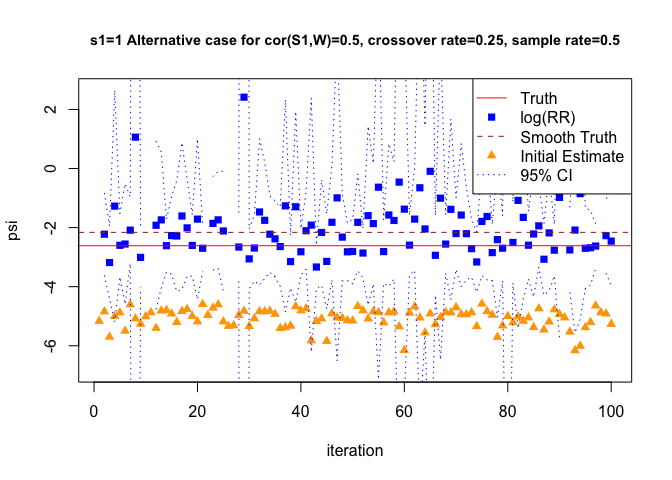 s1=1 Alternative case for cor(S1,W)=0.5, crossover rate=0.25, sample rate=0.5
Truth
log(RR)
Smooth Truth
Initial Estimate
95% CI
psi
2
0
-2
-4
-6
0 20 40 60 80 100
iteration